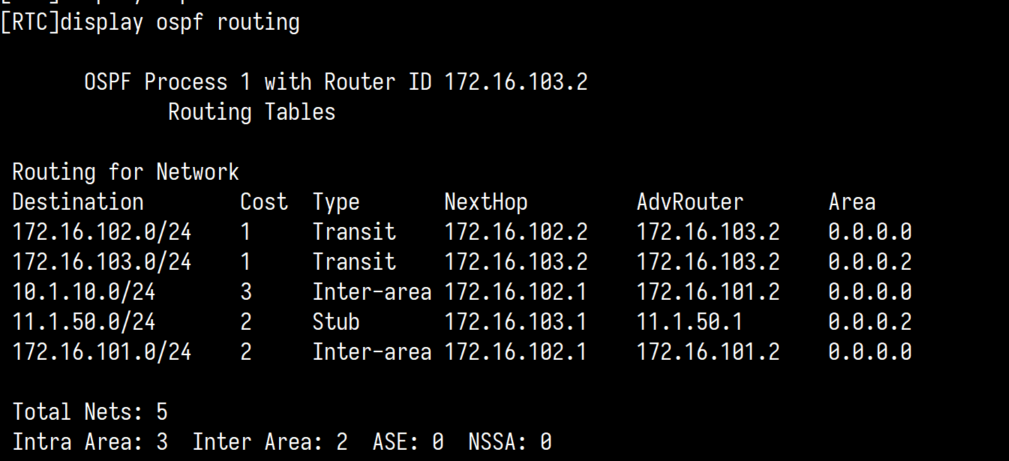 [RTC]display ospf routing
OSPF Process 1 with Router ID 172.16.103.2
Routing Tables
Routing for Network
Destination Cost Type NextHop AdvRouter Area
172.16.102.0/24 1 Transit 172.16.102.2 172.16.103.2 0.0.0.0
172.16.103.0/24 1 Transit 172.16.103.2 172.16.103.2 0.0.0.2
10.1.10.0/24 3 Inter-area 172.16.102.1 172.16.101.2 0.0.0.0
11.1.50.0/24 2 Stub 172.16.103.1 11.1.50.1 0.0.0.2
172.16.101.0/24 2 Inter-area 172.16.102.1 172.16.101.2 0.0.0.0
Total Nets: 5
Intra Area: 3 Inter Area: 2 ASE: 0 NSSA: 0